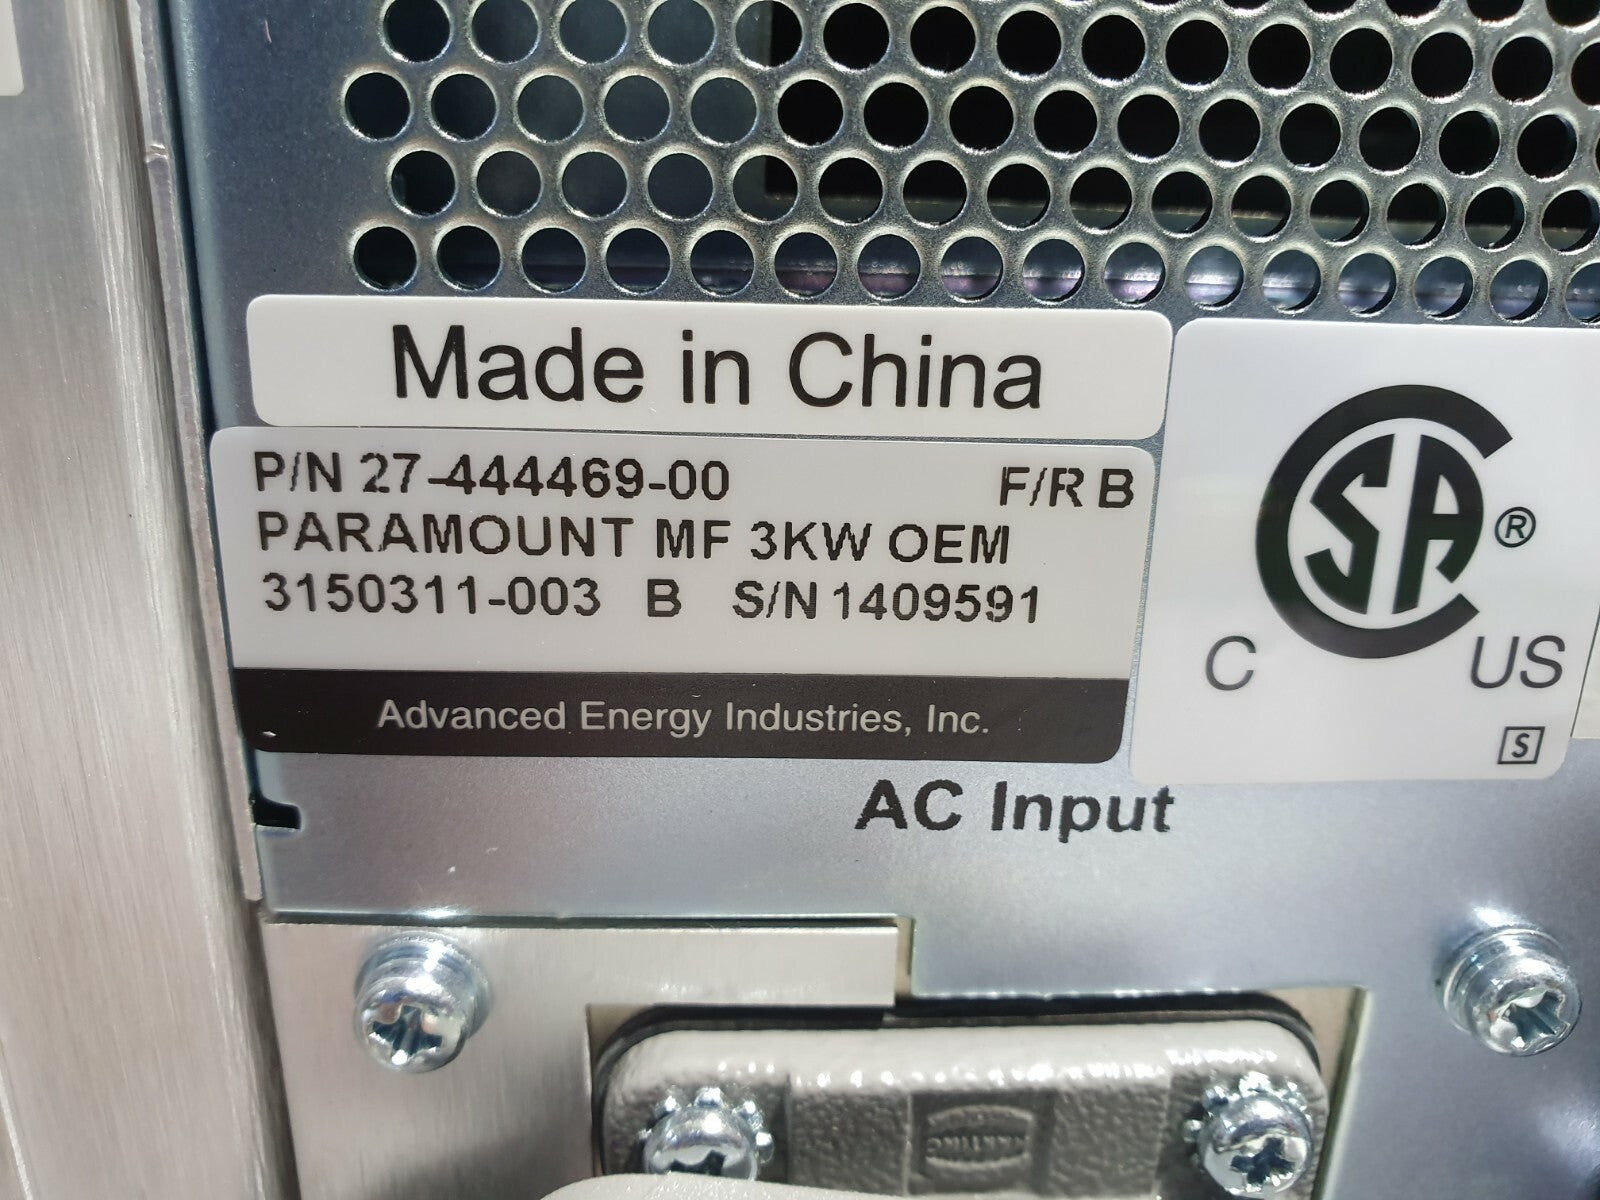 Made in China
P/N 27-444469-00 F/R B
PARAMOUNT MF 3KW OEM
3150311-003 B S/N 1409591
Advanced Energy Industries, Inc.
CSA ®
C US
S
AC Input
HARTING